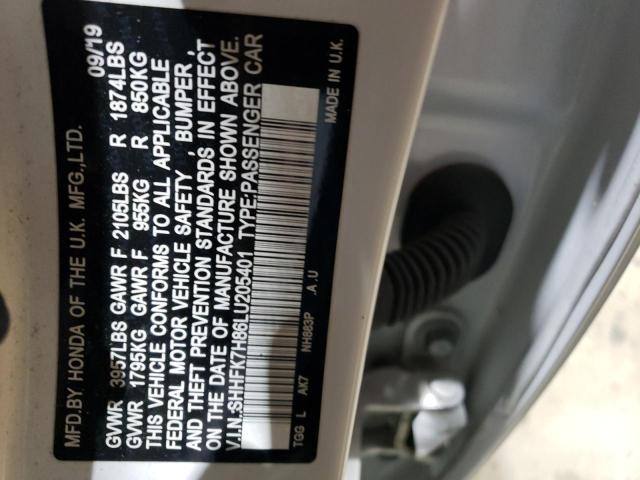 MFD.BY HONDA OF THE U.K. MFG.,LTD. 09/19
GVWR 3957LBS GAWR F 2105LBS R 1874LBS
GVWR 1795KG GAWR F 955KG R 850KG
THIS VEHICLE CONFORMS TO ALL APPLICABLE
FEDERAL MOTOR VEHICLE SAFETY, BUMPER,
AND THEFT PREVENTION STANDARDS IN EFFECT
ON THE DATE OF MANUFACTURE SHOWN ABOVE.
V.I.N.:SHHFK7H86LU205401 TYPE:PASSENGER CAR
TGG L AK7 NH883P .A .U MADE IN U.K.